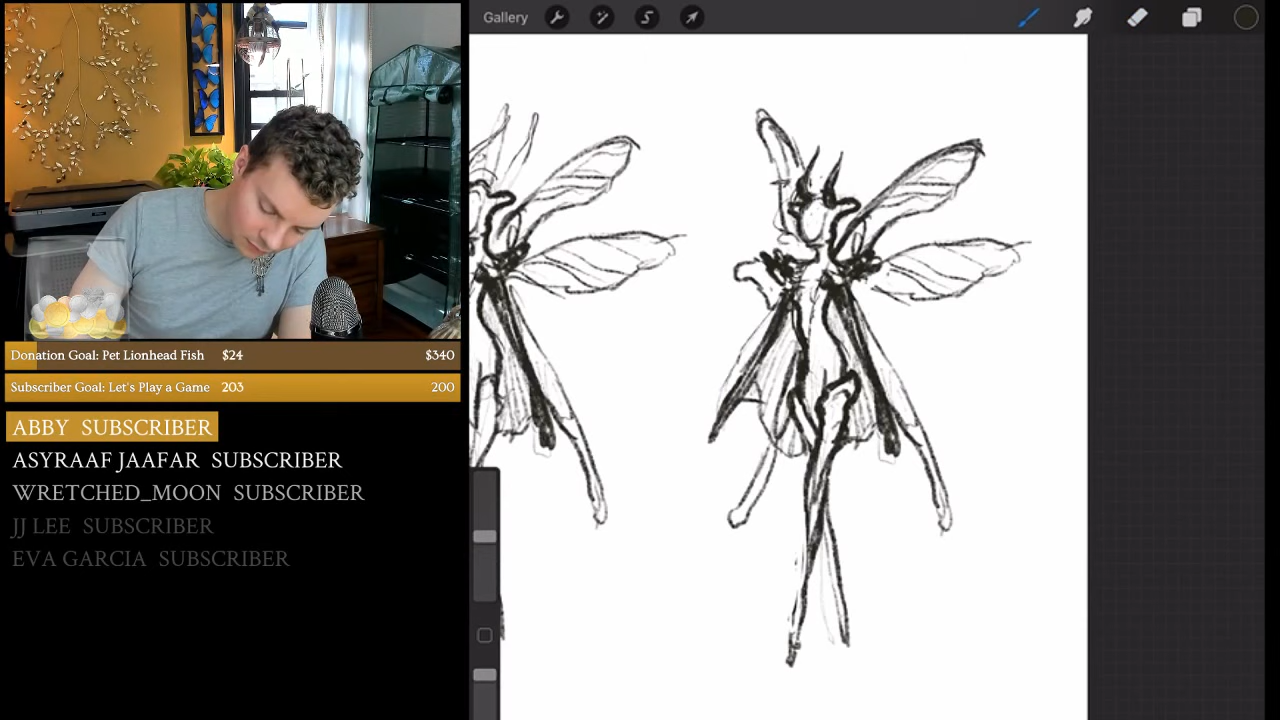 Gallery
Donation Goal: Pet Lionhead Fish $24 $340
Subscriber Goal: Let's Play a Game 203 200
ABBY SUBSCRIBER
ASYRAAF JAAFAR SUBSCRIBER
WRETCHED_MOON SUBSCRIBER
JJ LEE SUBSCRIBER
EVA GARCIA SUBSCRIBER